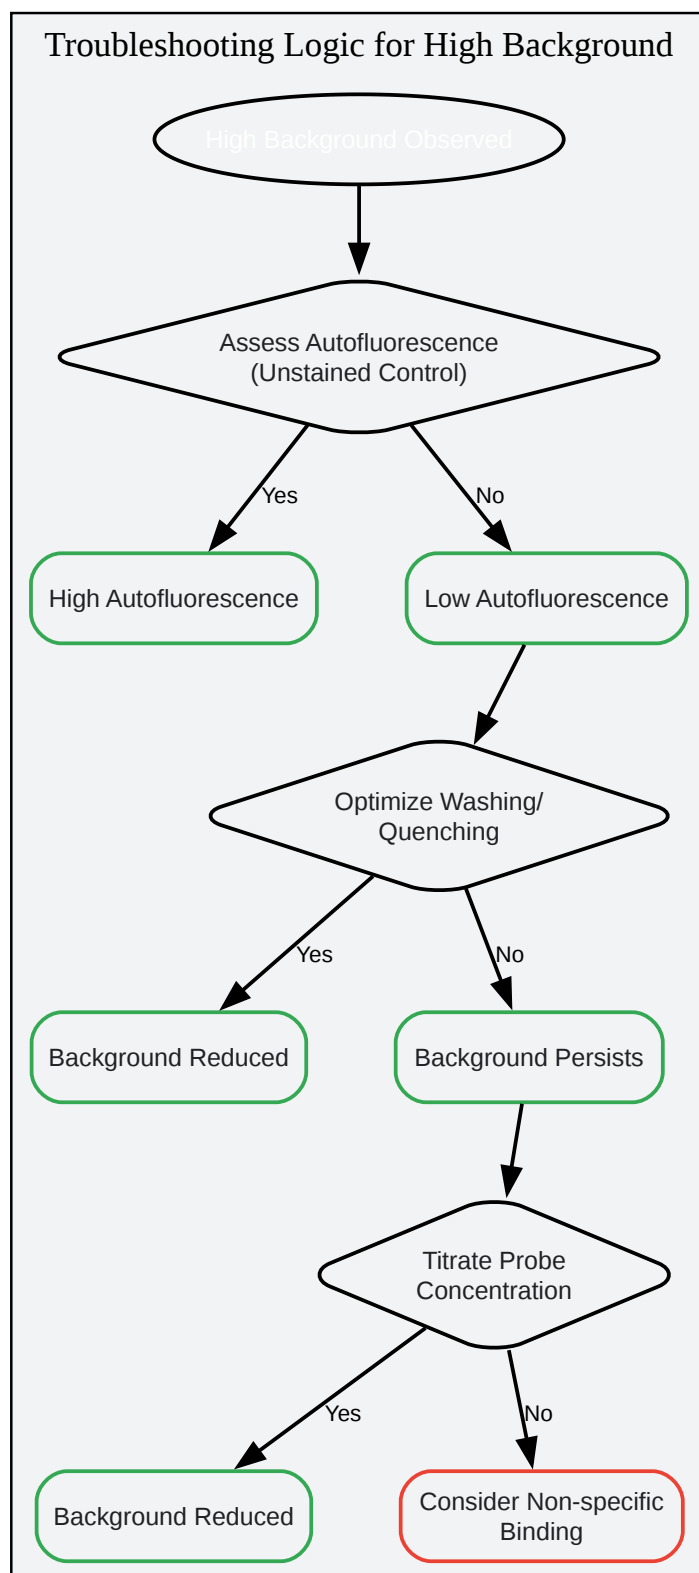 Troubleshooting Logic for High Background
High Background Observed
Assess Autofluorescence
(Unstained Control)
Yes
No
High Autofluorescence
Low Autofluorescence
Optimize Washing/
Quenching
Yes
No
Background Reduced
Background Persists
Titrate Probe
Concentration
Yes
No
Background Reduced
Consider Non-specific
Binding